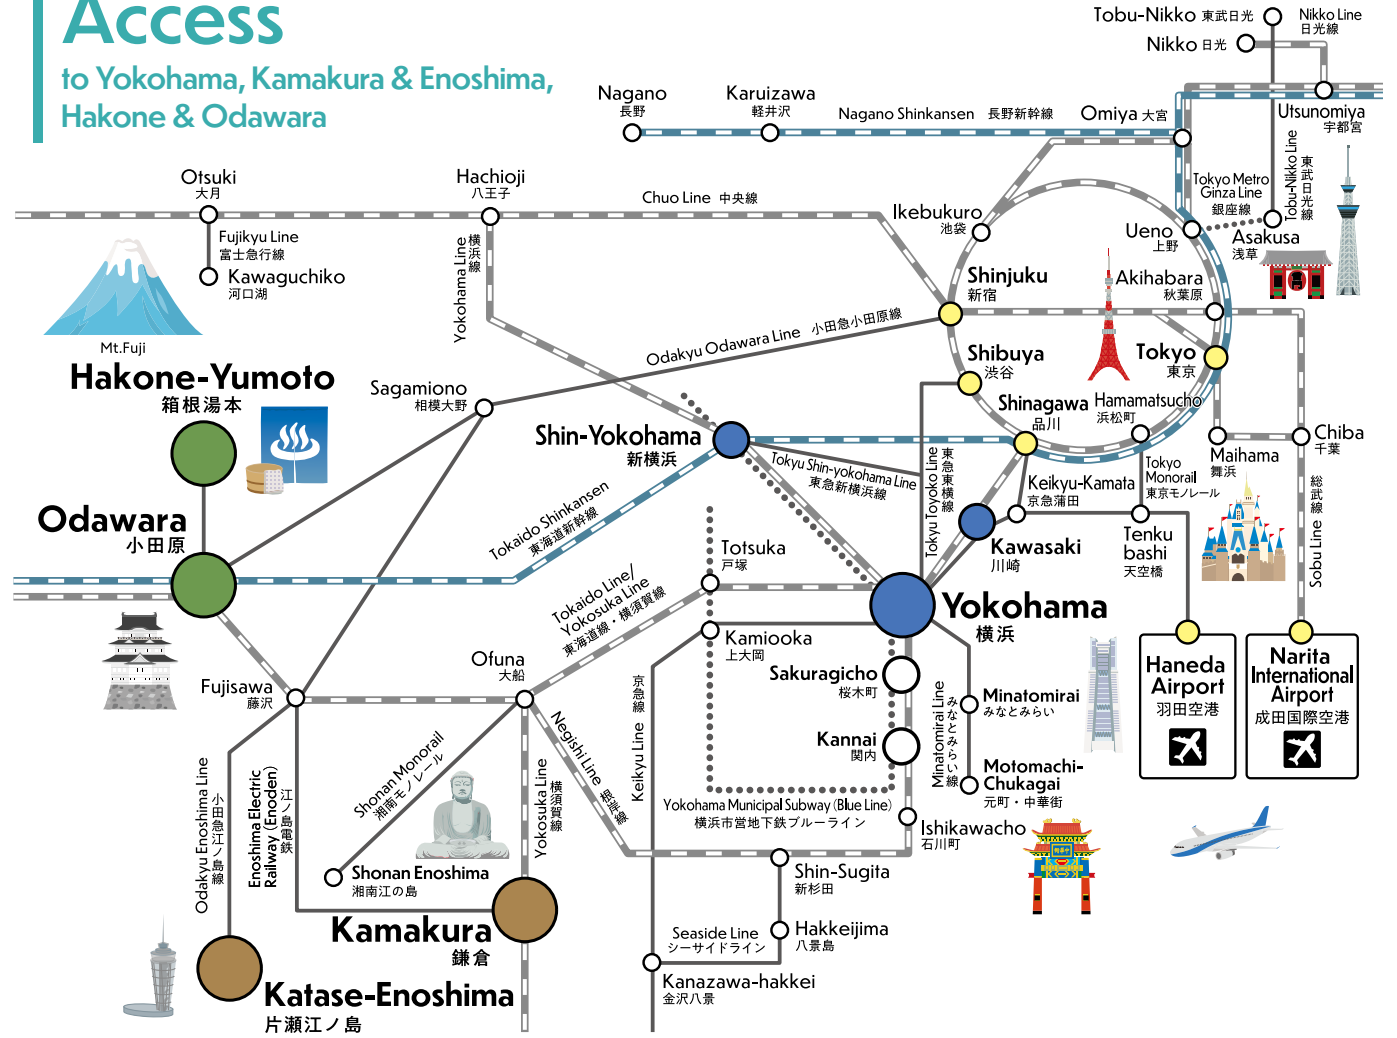 Access
to Yokohama, Kamakura & Enoshima,
Hakone & Odawara
Tobu-Nikko 東武日光
Nikko 日光
Nikko Line
日光線
Nagano
長野
Karuizawa
軽井沢
Nagano Shinkansen 長野新幹線
Omiya 大宮
Utsunomiya
宇都宮
Tobu-Nikko Line
東武日光線
Otsuki
大月
Hachioji
八王子
Chuo Line 中央線
Tokyo Metro
Ginza Line
銀座線
Ikebukuro
池袋
Ueno
上野
Asakusa
浅草
Fujikyu Line
富士急行線
Kawaguchiko
河口湖
Yokohama Line
横浜線
Shinjuku
新宿
Akihabara
秋葉原
Mt.Fuji
Odakyu Odawara Line 小田急小田原線
Shibuya
渋谷
Tokyo
東京
Hakone-Yumoto
箱根湯本
Sagamiono
相模大野
Shinagawa
品川
Hamamatsucho
浜松町
Shin-Yokohama
新横浜
Tokyu Shin-yokohama Line
東急新横浜線
Tokyu Toyoko Line
東急東横線
Maihama
舞浜
Chiba
千葉
Keikyu-Kamata
京急蒲田
Tokyo
Monorail
東京モノレール
Odawara
小田原
Tokaido Shinkansen
東海道新幹線
Kawasaki
川崎
Tenku
bashi
天空橋
Sobu Line
総武線
Totsuka
戸塚
Tokaido Line/
Yokosuka Line
東海道線・横須賀線
Yokohama
横浜
Kamiooka
上大岡
Ofuna
大船
Fujisawa
藤沢
Sakuragicho
桜木町
Minatomirai
みなとみらい
Haneda
Airport
羽田空港
Narita
International
Airport
成田国際空港
Keikyu Line
京急線
Kannai
関内
Minatomirai Line
みなとみらい線
Motomachi-
Chukagai
元町・中華街
Negishi Line 根岸線
Shonan Monorail
湘南モノレール
Odakyu Enoshima Line
小田急江ノ島線
Enoshima Electric
Railway (Enoden)
江ノ島電鉄
Yokosuka Line
横須賀線
Yokohama Municipal Subway (Blue Line)
横浜市営地下鉄ブルーライン
Ishikawacho
石川町
Shonan Enoshima
湘南江の島
Shin-Sugita
新杉田
Kamakura
鎌倉
Seaside Line
シーサイドライン
Hakkeijima
八景島
Kanazawa-hakkei
金沢八景
Katase-Enoshima
片瀬江ノ島